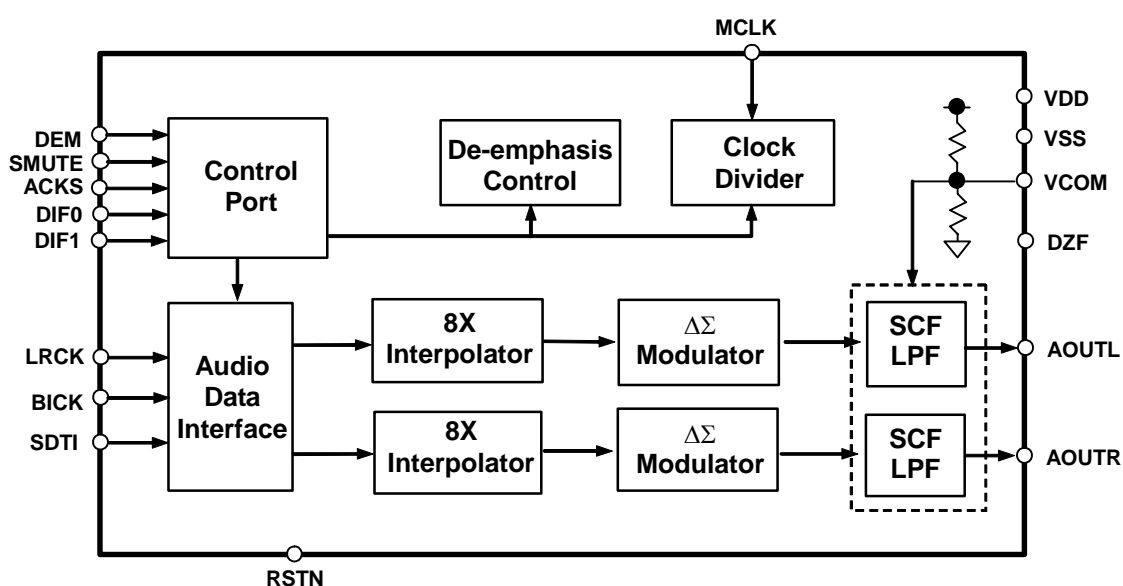 MCLK
VDD
VSS
VCOM
DZF
DEM
SMUTE
ACKS
DIF0
DIF1
Control
Port
De-emphasis
Control
Clock
Divider
LRCK
BICK
SDTI
Audio
Data
Interface
8X
Interpolator
ΔΣ
Modulator
SCF
LPF
AOUTL
8X
Interpolator
ΔΣ
Modulator
SCF
LPF
AOUTR
RSTN